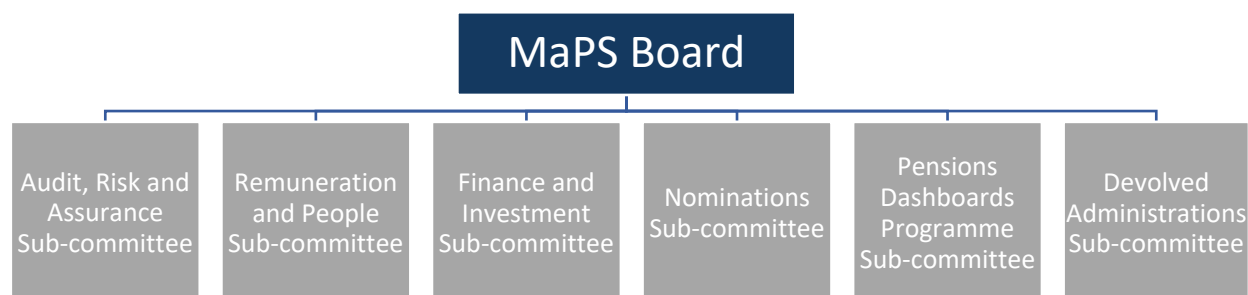 MaPS Board
Audit, Risk and
Assurance
Sub-committee
Remuneration
and People
Sub-committee
Finance and
Investment
Sub-committee
Nominations
Sub-committee
Pensions
Dashboards
Programme
Sub-committee
Devolved
Administrations
Sub-committee